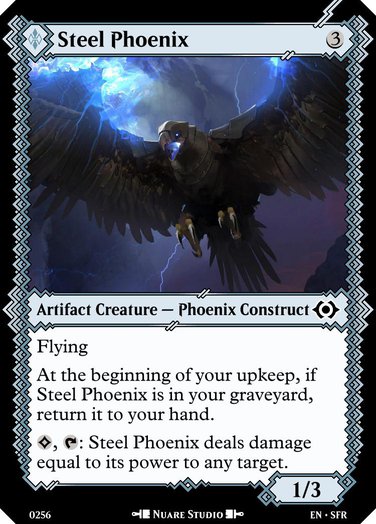 Steel Phoenix 3
Artifact Creature — Phoenix Construct
Flying
At the beginning of your upkeep, if
Steel Phoenix is in your graveyard,
return it to your hand.
, : Steel Phoenix deals damage
equal to its power to any target.
1/3
0256 Nuare Studio EN • SFR